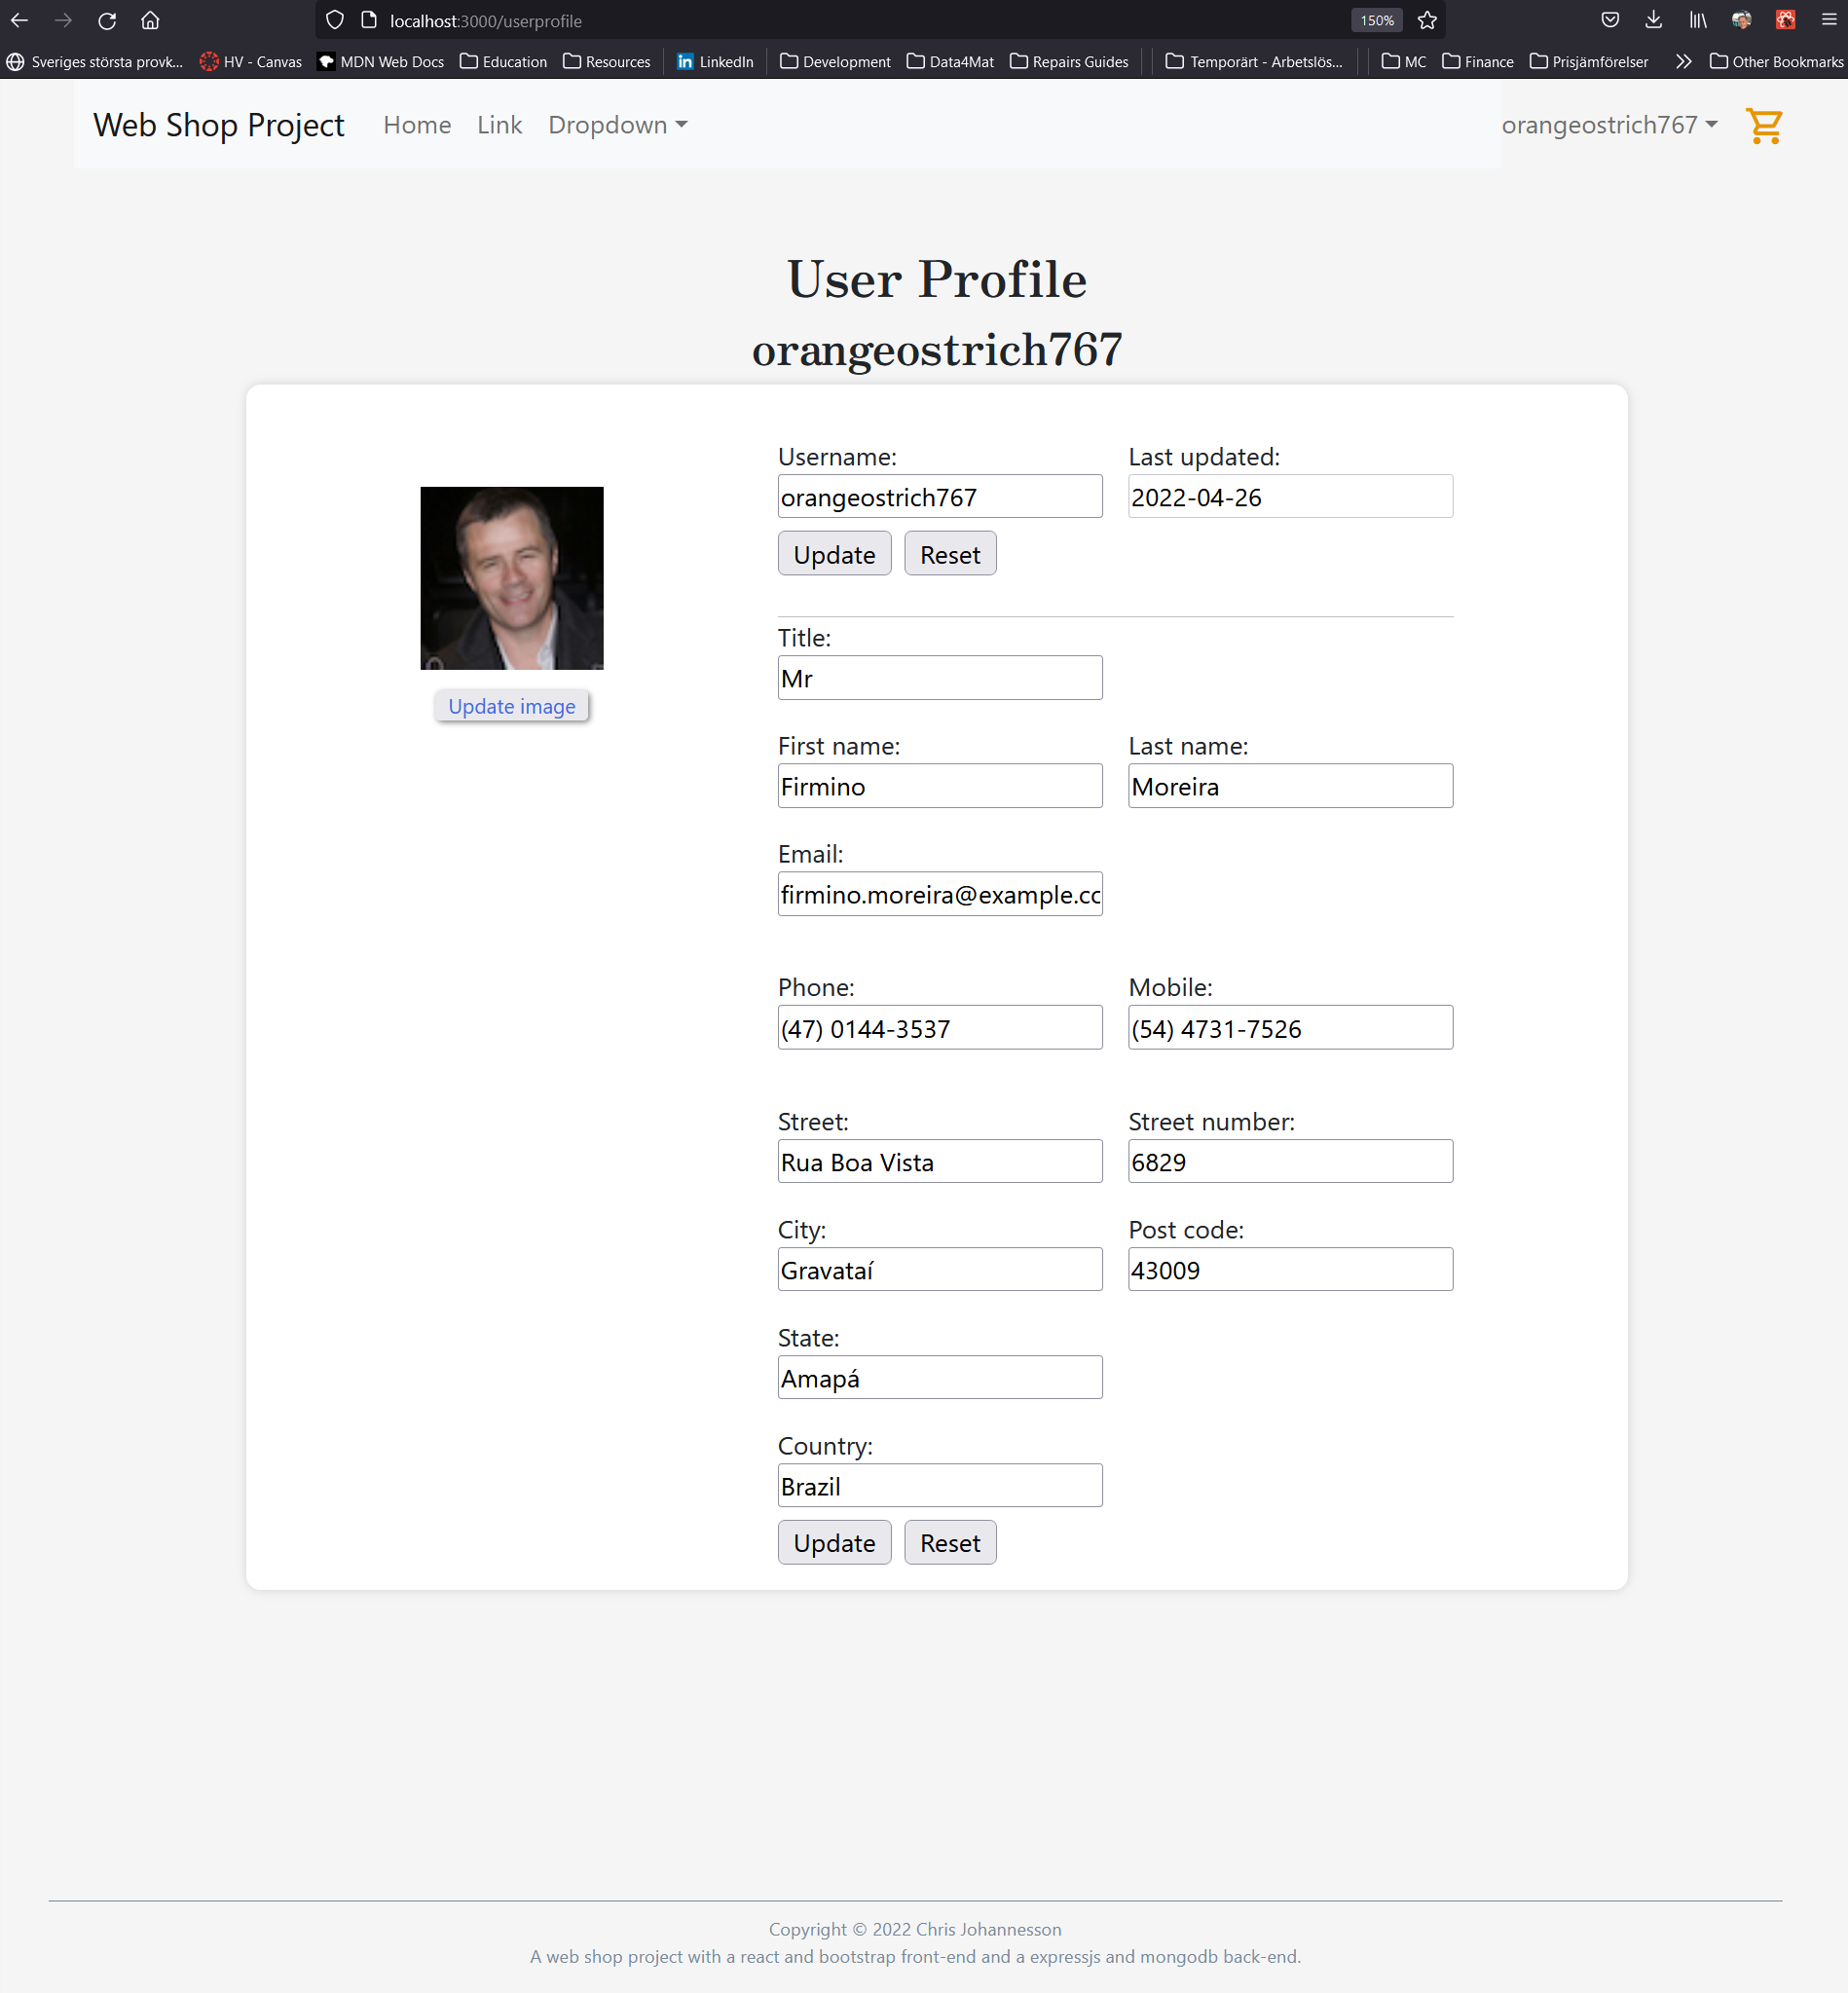 localhost:3000/userprofile
150%
Sveriges största provk...
HV - Canvas
MDN Web Docs
Education
Resources
LinkedIn
Development
Data4Mat
Repairs Guides
Temporärt - Arbetslös...
MC
Finance
Prisjämförelser
Other Bookmarks
Web Shop Project
Home
Link
Dropdown
orangeostrich767
User Profile
orangeostrich767
Update image
Username:
Last updated:
orangeostrich767
2022-04-26
Update
Reset
Title:
Mr
First name:
Last name:
Firmino
Moreira
Email:
firmino.moreira@example.cc
Phone:
Mobile:
(47) 0144-3537
(54) 4731-7526
Street:
Street number:
Rua Boa Vista
6829
City:
Post code:
Gravataí
43009
State:
Amapá
Country:
Brazil
Update
Reset
Copyright © 2022 Chris Johannesson
A web shop project with a react and bootstrap front-end and a expressjs and mongodb back-end.